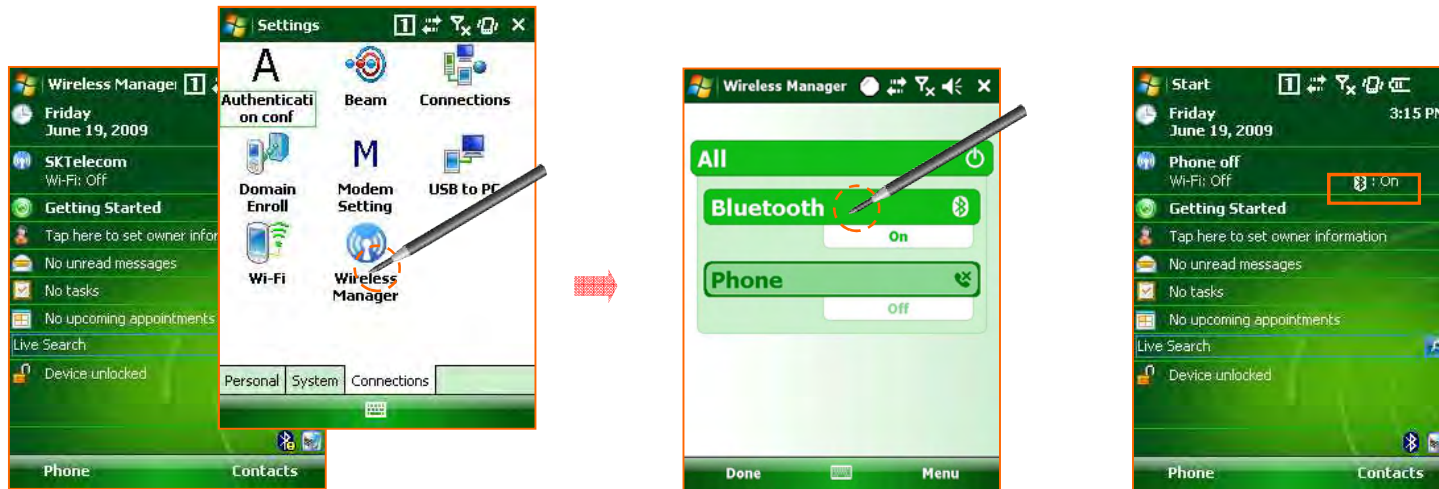 Settings
1
A
Authenticati
on conf
Beam
Connections
Domain
Enroll
M
Modem
Setting
USB to PC
Wi-Fi
Wireless
Manager
Personal
System
Connections
Wireless Manager
1
Friday
June 19, 2009
SKTelecom
Wi-Fi: Off
Getting Started
Tap here to set owner infor
No unread messages
No tasks
No upcoming appointments
Live Search
Device unlocked
Phone
Contacts
Wireless Manager
All
Bluetooth
On
Phone
Off
Done
Menu
Start
1
Friday
3:15 PM
June 19, 2009
Phone off
Wi-Fi: Off
: On
Getting Started
Tap here to set owner information
No unread messages
No tasks
No upcoming appointments
Live Search
Device unlocked
Phone
Contacts